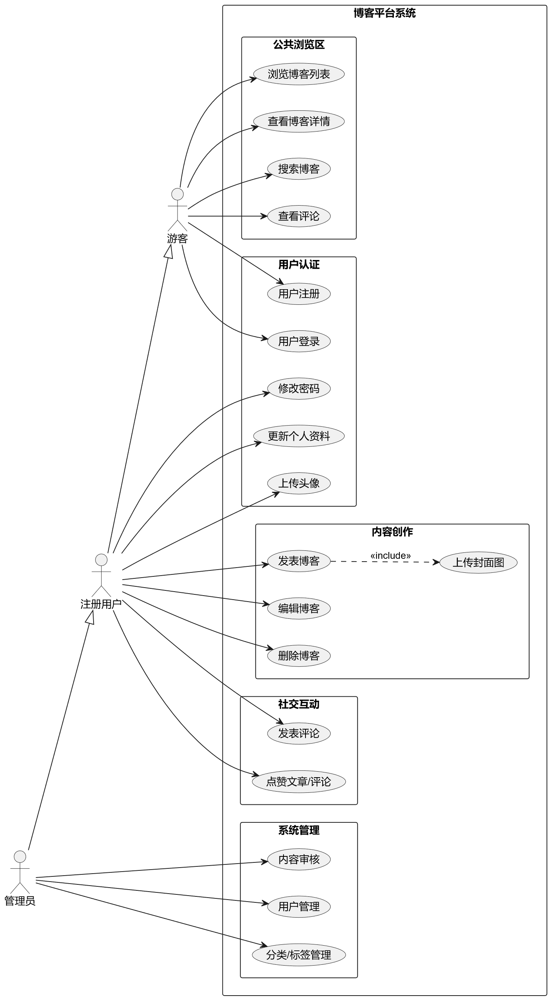 博客平台系统
公共浏览区
浏览博客列表
查看博客详情
搜索博客
查看评论
游客
用户认证
用户注册
用户登录
修改密码
更新个人资料
上传头像
内容创作
发表博客
«include»
上传封面图
注册用户
编辑博客
删除博客
社交互动
发表评论
点赞文章/评论
系统管理
内容审核
管理员
用户管理
分类/标签管理